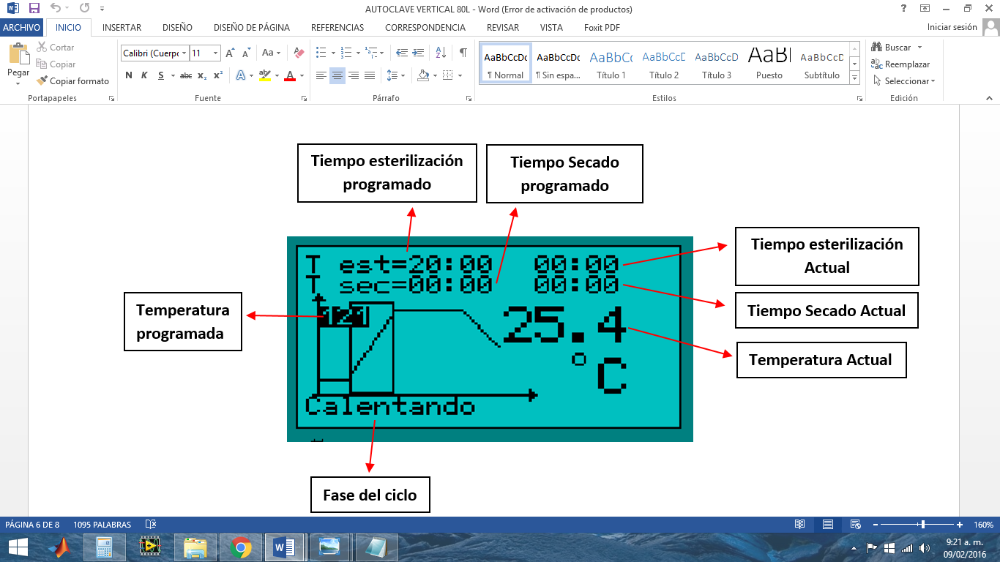 AUTOCLAVE VERTICAL 80L - Word (Error de activación de productos)
ARCHIVO INICIO INSERTAR DISEÑO DISEÑO DE PÁGINA REFERENCIAS CORRESPONDENCIA REVISAR VISTA Foxit PDF Iniciar sesión
Pegar
Cortar
Copiar
Copiar formato
Portapapeles
Calibri (Cuerpo 11
N K S abc x₂ x²
Fuente
Párrafo
AaBbCcDc AaBbCcDc AaBbCc AaBbCcD AaBbCcD AaBI AaBbCcD
¶ Normal ¶ Sin espa... Título 1 Título 2 Título 3 Puesto Subtítulo
Estilos
Buscar
Reemplazar
Seleccionar
Edición
Tiempo esterilización
programado
Tiempo Secado
programado
Tiempo esterilización
Actual
Tiempo Secado Actual
Temperatura Actual
Temperatura
programada
T est=20:00 00:00
T sec=00:00 00:00
121
25.4
°C
Calentando
Fase del ciclo
PÁGINA 6 DE 8 1095 PALABRAS 160%
9:21 a. m.
09/02/2016